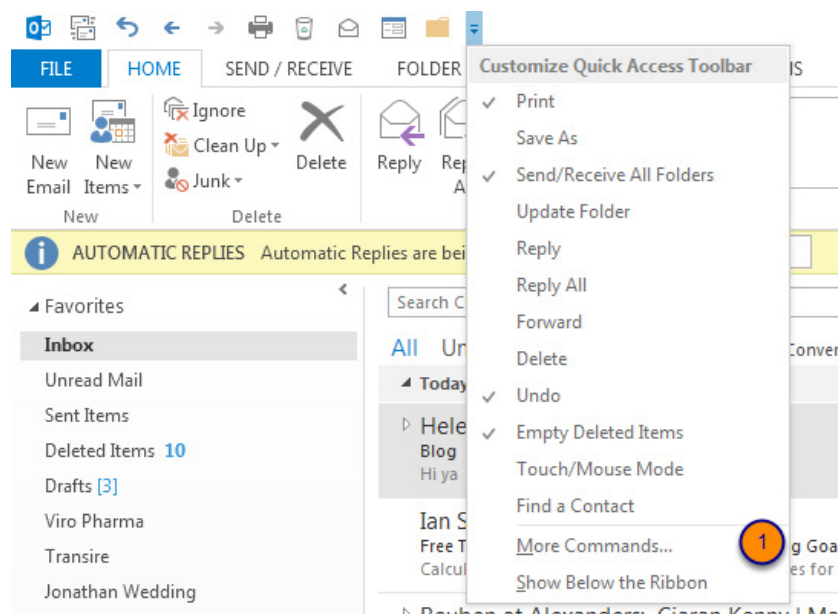 FILE HOME SEND / RECEIVE FOLDER
Customize Quick Access Toolbar
Print
Save As
Send/Receive All Folders
Update Folder
Reply
Reply All
Forward
Delete
Undo
Empty Deleted Items
Touch/Mouse Mode
Find a Contact
More Commands...
1
Show Below the Ribbon
New
Email
New
Items
New
Ignore
Clean Up
Junk
Delete
Delete
Reply
AUTOMATIC REPLIES Automatic Replies are
Favorites
Inbox
Unread Mail
Sent Items
Deleted Items 10
Drafts [3]
Viro Pharma
Transire
Jonathan Wedding
Search
All
Today
Blog
Hi ya
Ian
Free
for